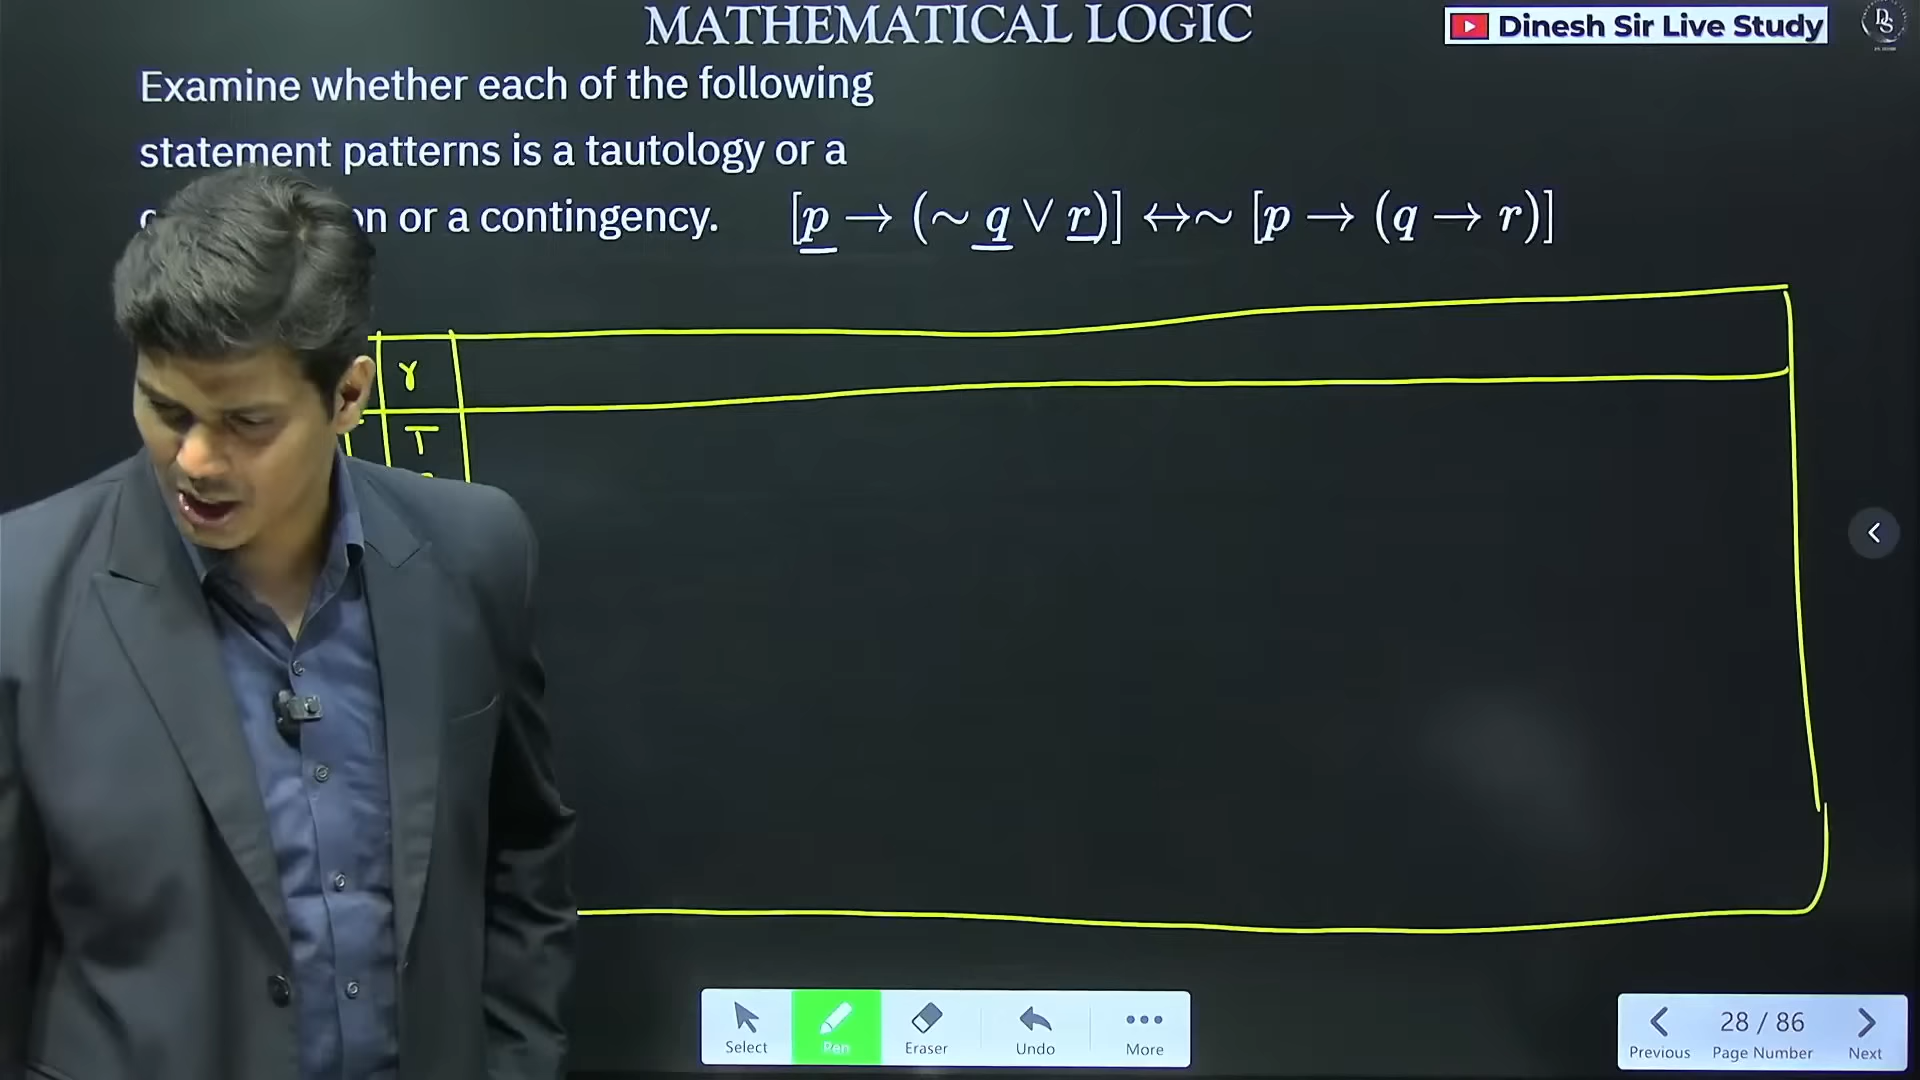 MATHEMATICAL LOGIC
Dinesh Sir Live Study
DS
Examine whether each of the following
statement patterns is a tautology or a
on or a contingency. [p → (∼ q ∨ r)] ↔∼ [p → (q → r)]
r
T
Select
Pen
Eraser
Undo
More
28 / 86
Previous
Page Number
Next